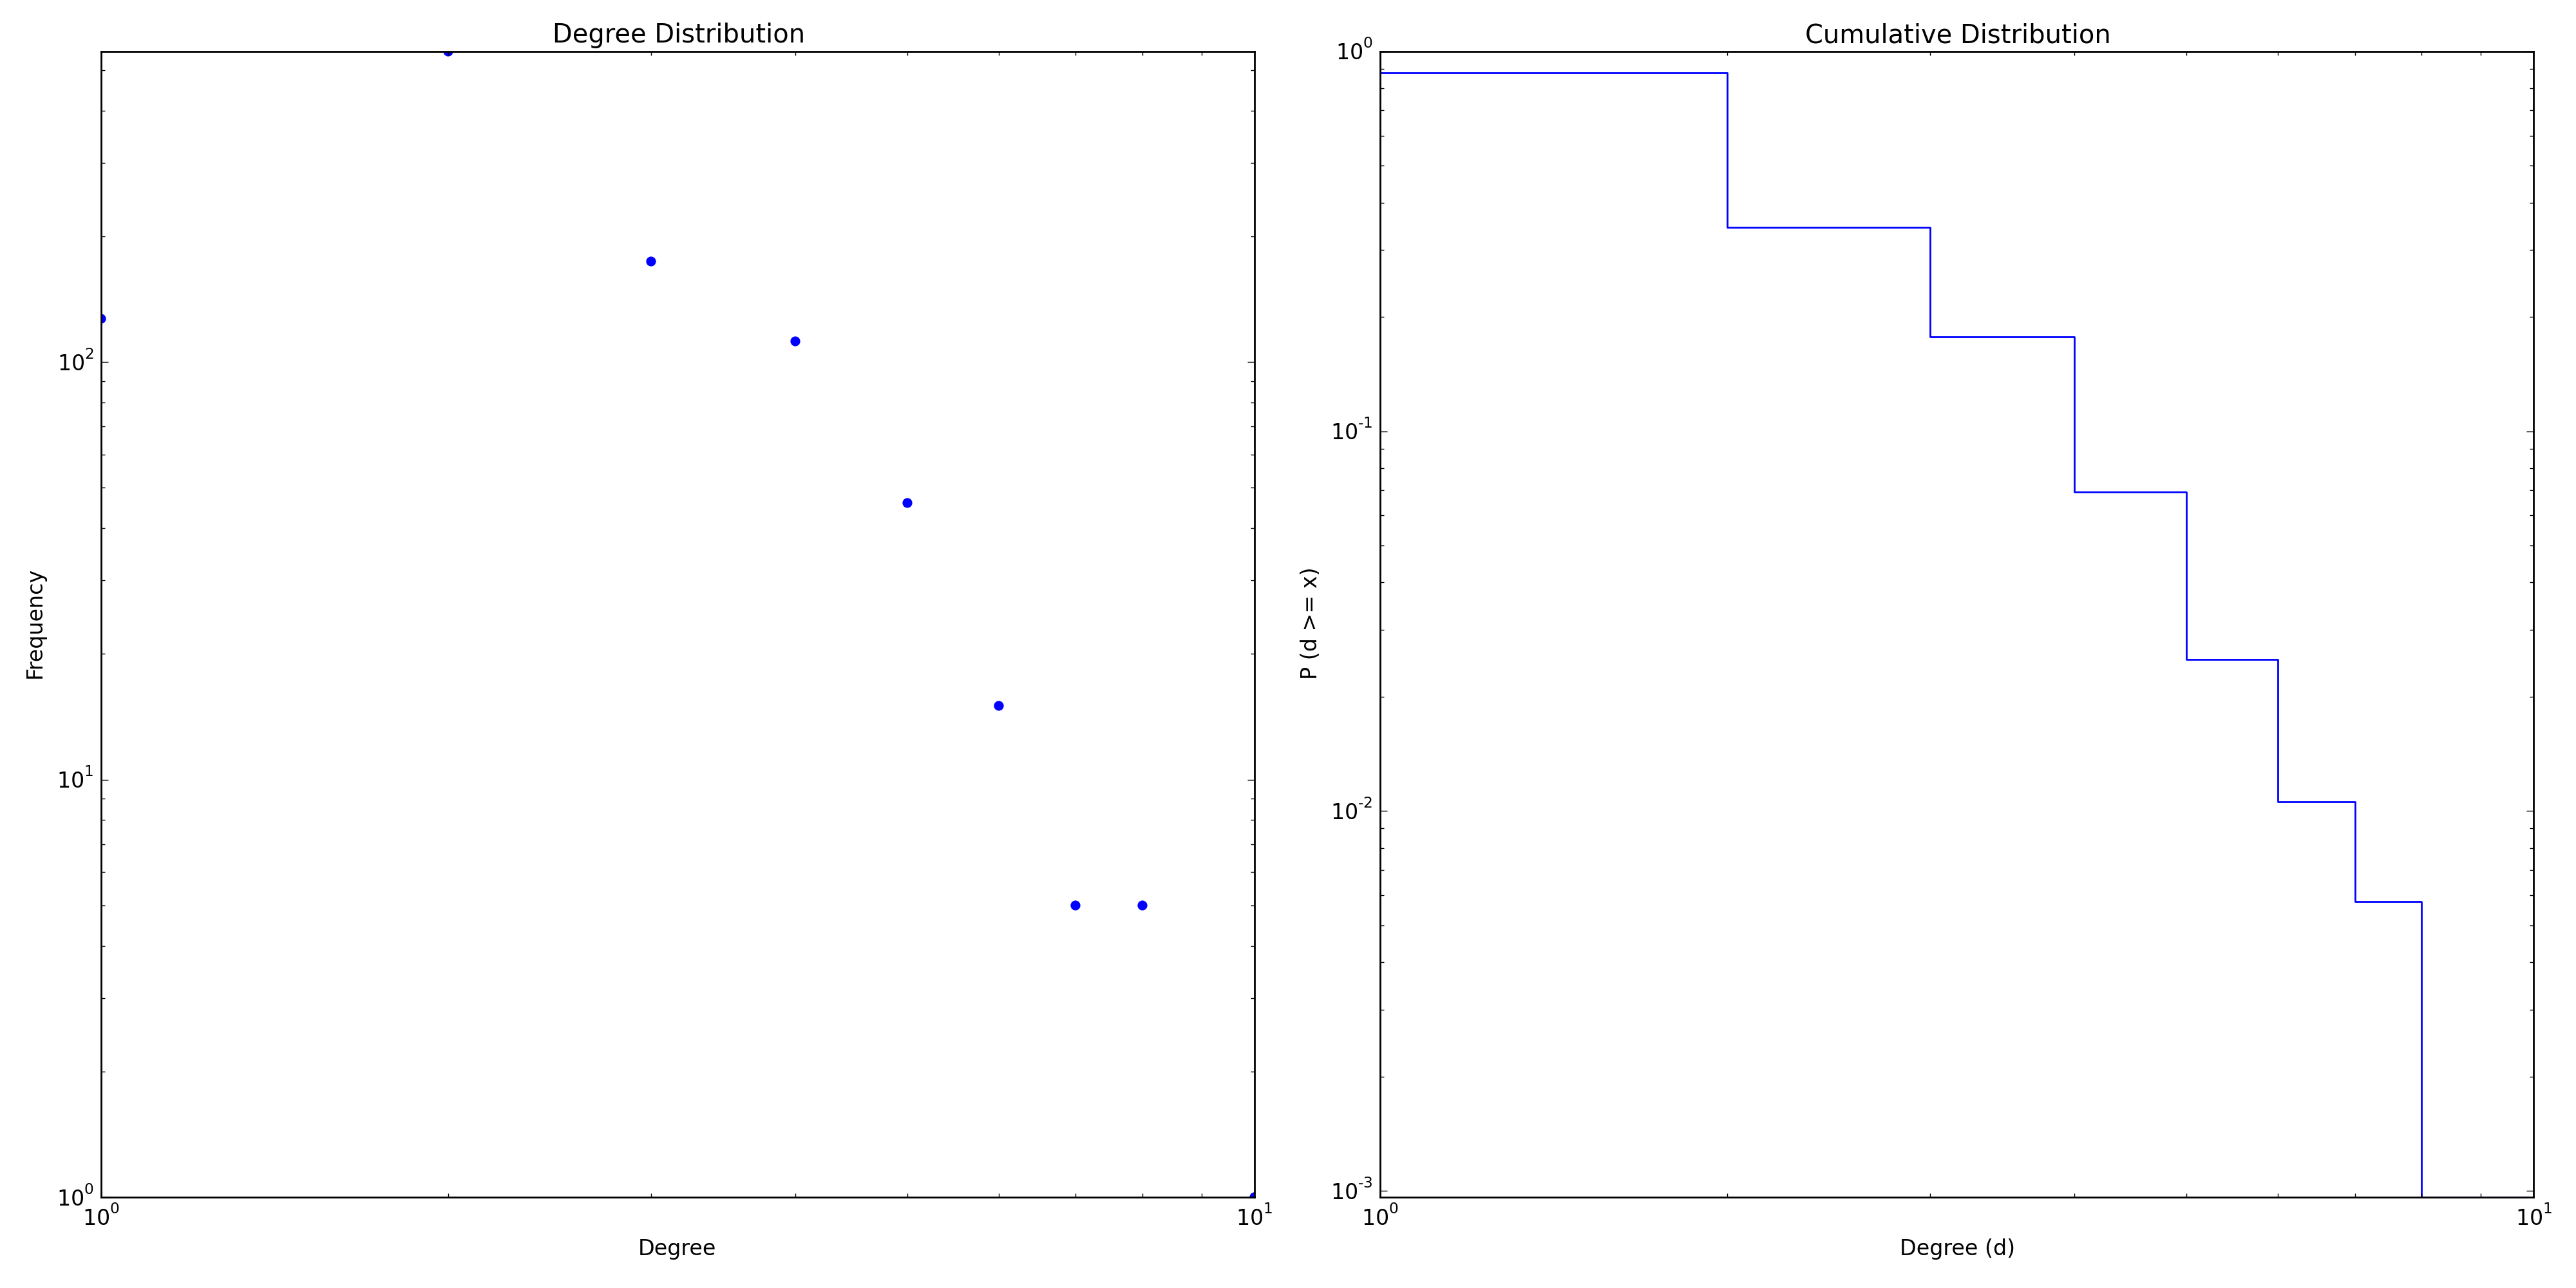 Degree Distribution
Frequency
10^2
10^1
10^0
10^0
10^1
Degree
Cumulative Distribution
P (d >= x)
10^0
10^-1
10^-2
10^-3
10^0
10^1
Degree (d)